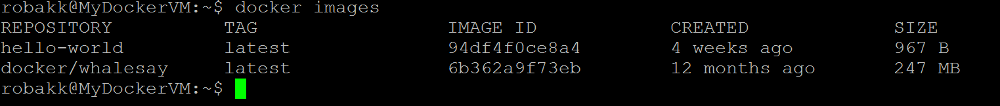 robakk@MyDockerVM:~$ docker images
REPOSITORY TAG IMAGE ID CREATED SIZE
hello-world latest 94df4f0ce8a4 4 weeks ago 967 B
docker/whalesay latest 6b362a9f73eb 12 months ago 247 MB
robakk@MyDockerVM:~$